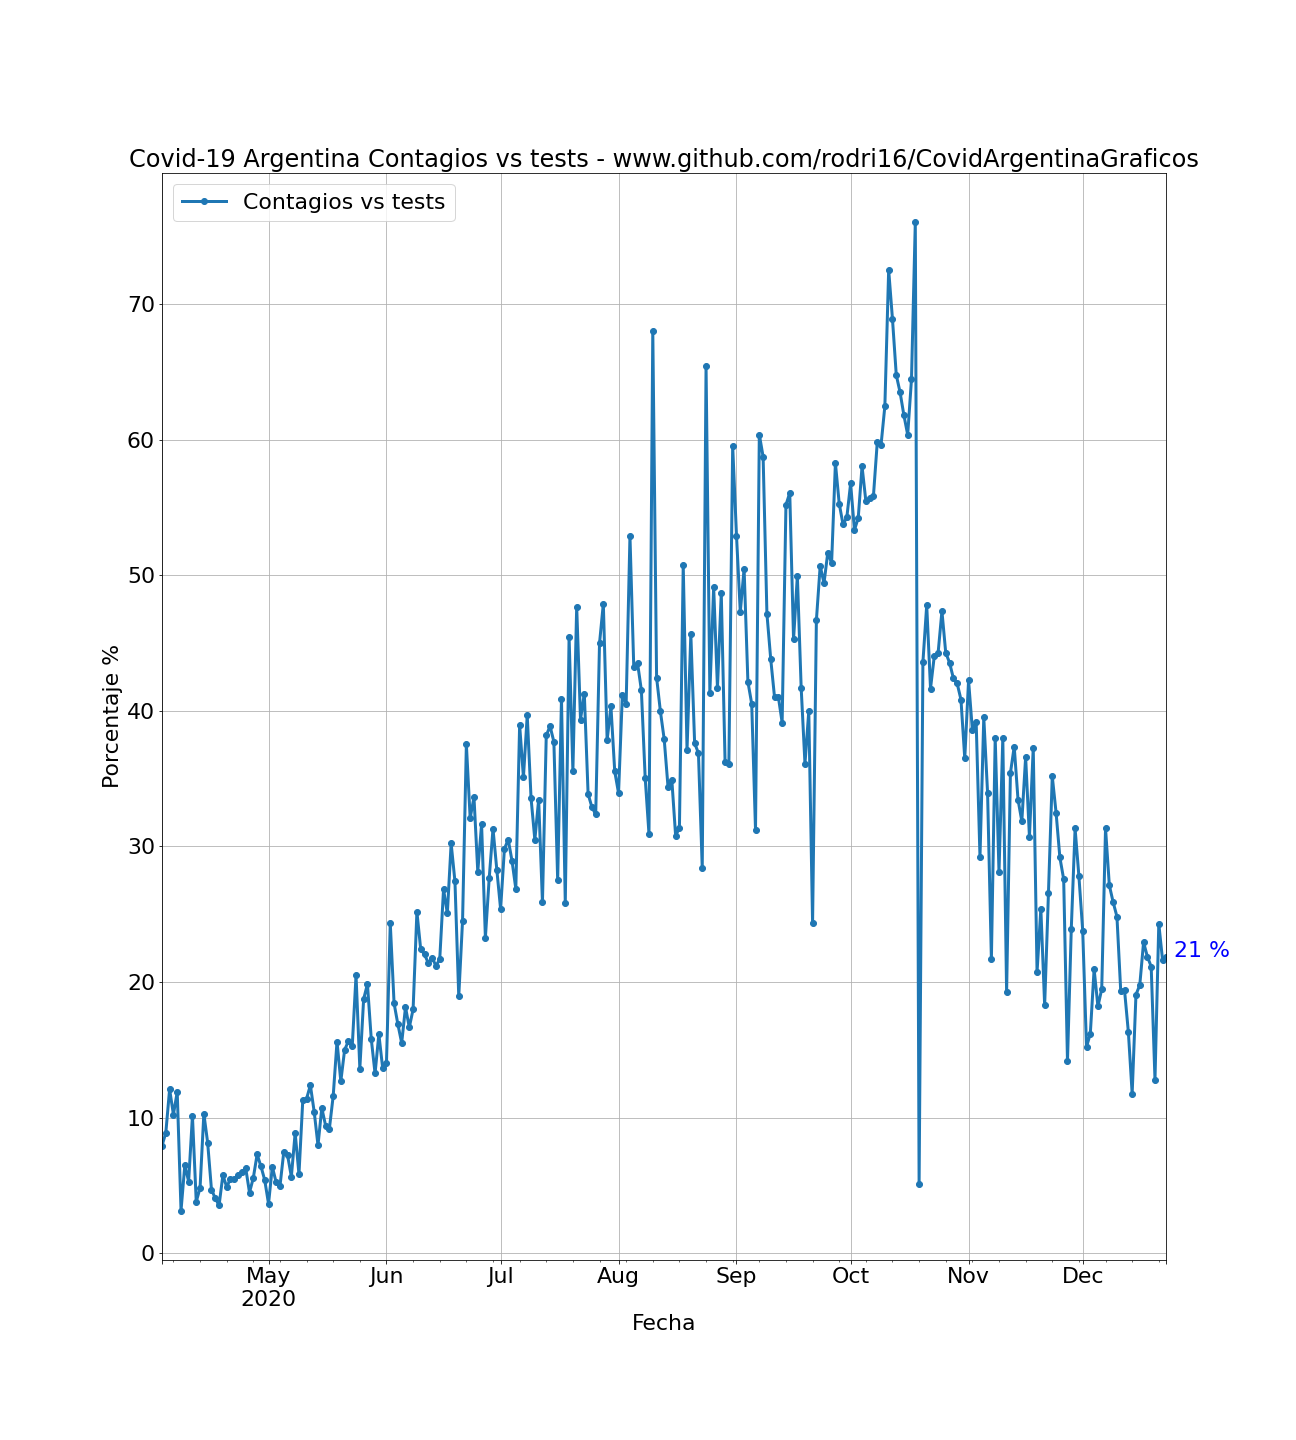 Covid-19 Argentina Contagios vs tests - www.github.com/rodri16/CovidArgentinaGraficos
Contagios vs tests
70
60
50
40
30
20
10
0
Porcentaje %
21 %
May Jun Jul Aug Sep Oct Nov Dec
2020
Fecha